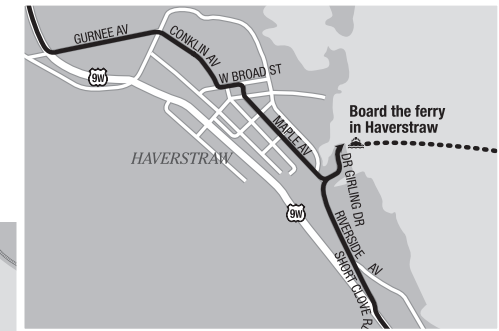 GURNEE AV
CONKLIN AV
9W
W BROAD ST
Board the ferry
in Haverstraw
MAPLE AV
HAVERSTRAW
DR GIRLING DR
9W
RIVERSIDE AV
SHORT CLOVE